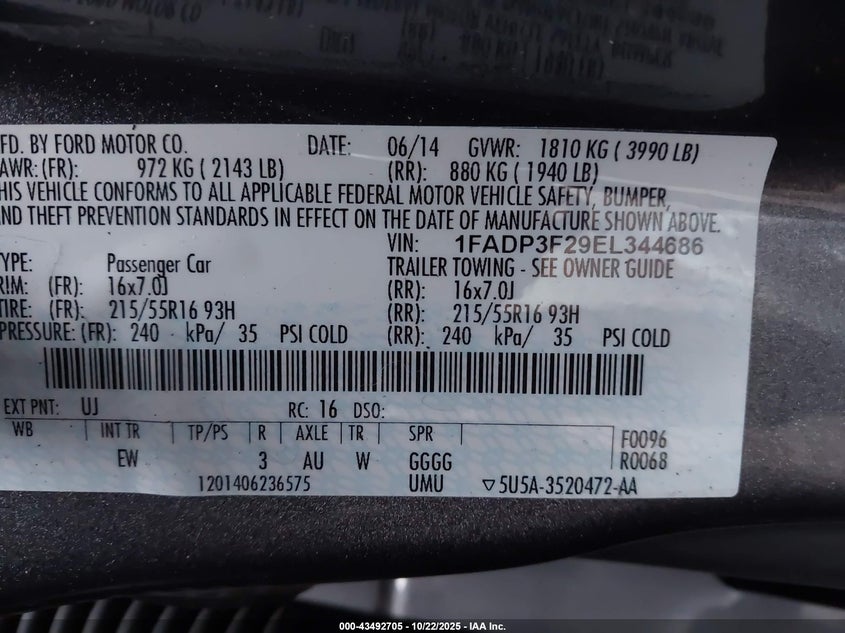 FD. BY FORD MOTOR CO. DATE: 06/14 GVWR: 1810 KG ( 3990 LB)
AWR: (FR): 972 KG ( 2143 LB) (RR): 880 KG ( 1940 LB)
HIS VEHICLE CONFORMS TO ALL APPLICABLE FEDERAL MOTOR VEHICLE SAFETY, BUMPER,
AND THEFT PREVENTION STANDARDS IN EFFECT ON THE DATE OF MANUFACTURE SHOWN ABOVE.
VIN: 1FADP3F29EL344686
TYPE: Passenger Car TRAILER TOWING - SEE OWNER GUIDE
RIM: (FR): 16x7.0J (RR): 16x7.0J
TIRE: (FR): 215/55R16 93H (RR): 215/55R16 93H
PRESSURE: (FR): 240 kPa/ 35 PSI COLD (RR): 240 kPa/ 35 PSI COLD
EXT PNT: UJ RC: 16 DSO:
WB INT TR TP/PS R AXLE TR SPR F0096
EW 3 AU W GGGG R0068
1201406236575 UMU ▽5U5A-3520472-AA
000-43492705 - 10/22/2025 - IAA Inc.